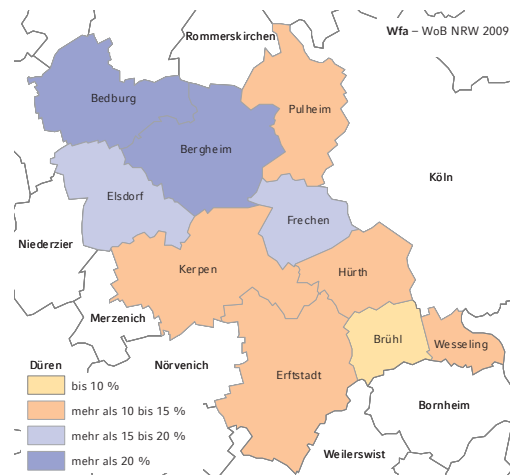 Rommerskirchen
Wfa – WoB NRW 2009
Bedburg
Pulheim
Bergheim
Köln
Elsdorf
Frechen
Niederzier
Kerpen
Hürth
Merzenich
Brühl
Wesseling
Düren
Nörvenich
Erftstadt
bis 10 %
mehr als 10 bis 15 %
Bornheim
mehr als 15 bis 20 %
Weilerswist
mehr als 20 %